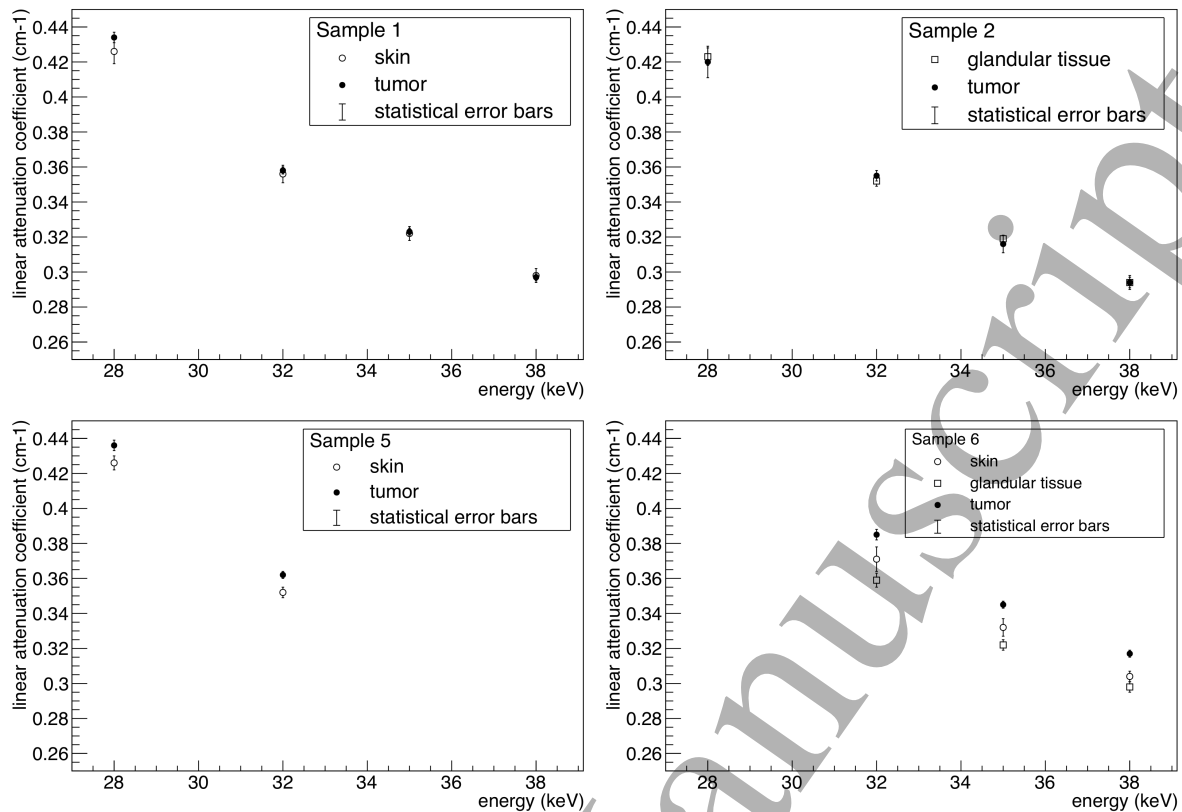 linear attenuation coefficient (cm-1)
0.44
0.42
0.4
0.38
0.36
0.34
0.32
0.3
0.28
0.26
Sample 1
skin
tumor
statistical error bars
28 30 32 34 36 38
energy (keV)
linear attenuation coefficient (cm-1)
0.44
0.42
0.4
0.38
0.36
0.34
0.32
0.3
0.28
0.26
Sample 2
glandular tissue
tumor
statistical error bars
28 30 32 34 36 38
energy (keV)
linear attenuation coefficient (cm-1)
0.44
0.42
0.4
0.38
0.36
0.34
0.32
0.3
0.28
0.26
Sample 5
skin
tumor
statistical error bars
28 30 32 34 36 38
energy (keV)
linear attenuation coefficient (cm-1)
0.44
0.42
0.4
0.38
0.36
0.34
0.32
0.3
0.28
0.26
Sample 6
skin
glandular tissue
tumor
statistical error bars
28 30 32 34 36 38
energy (keV)
anuscript